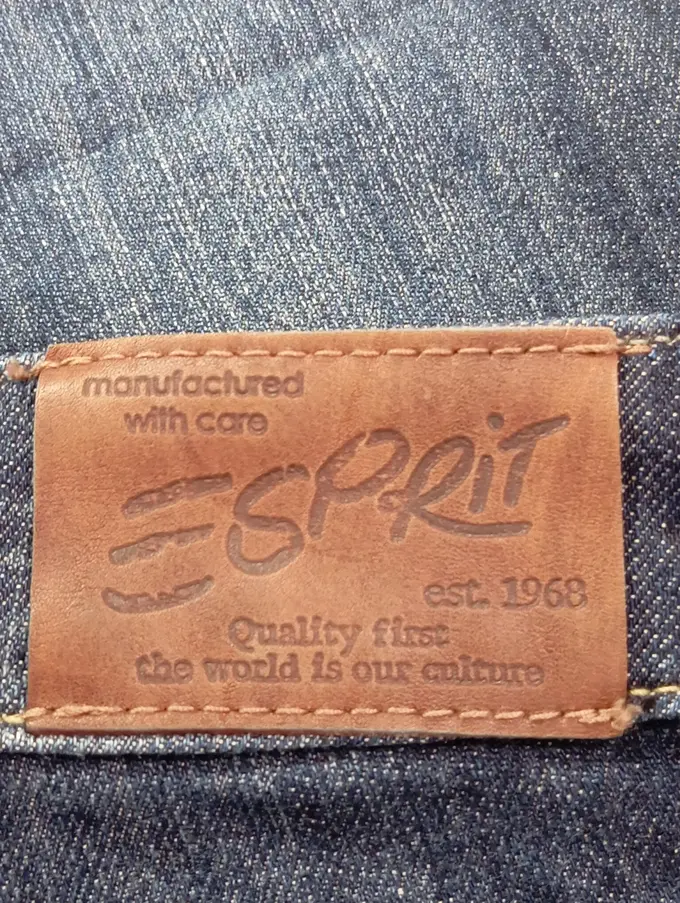 manufactured
with care
ESPRIT
est. 1968
Quality first
the world is our culture